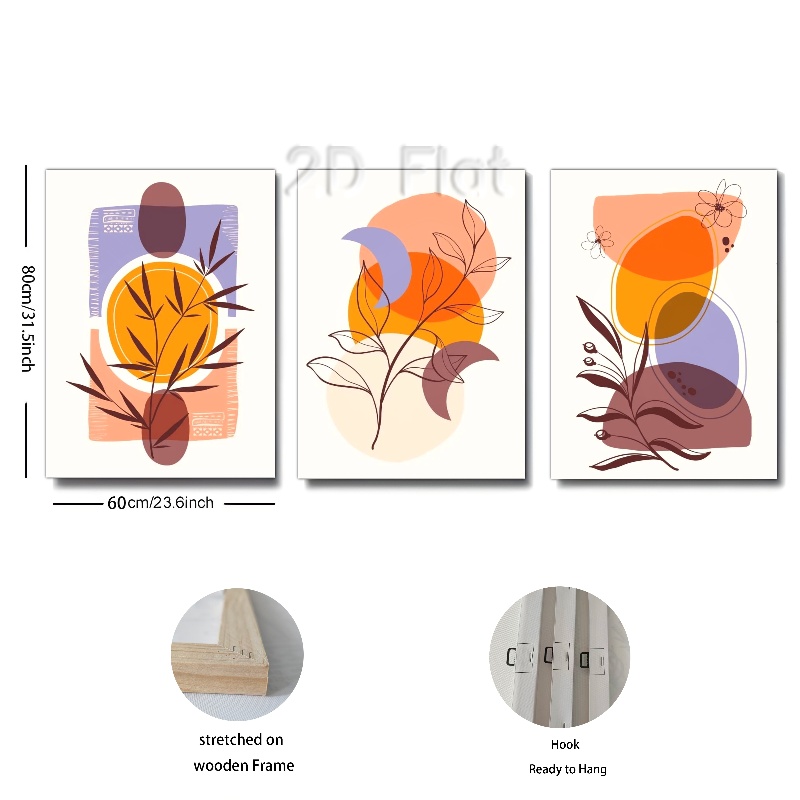 2D Flat
80cm/31.5inch
60cm/23.6inch
stretched on
wooden Frame
Hook
Ready to Hang